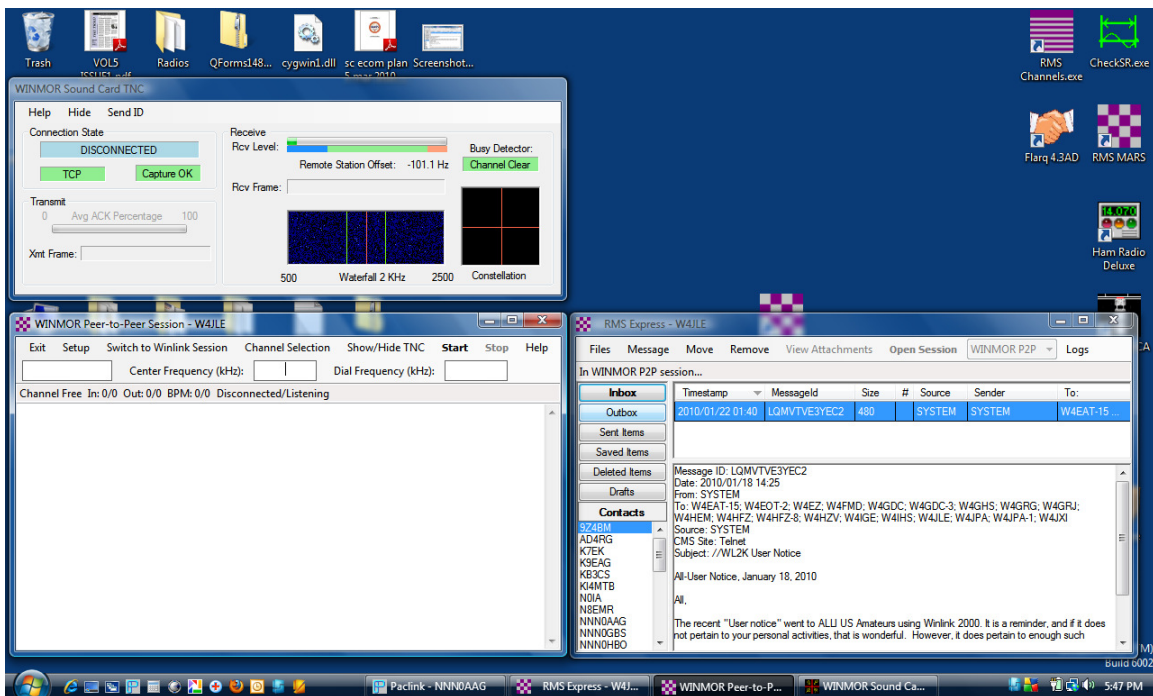 Trash
VOL5
ISSUE1.pdf
Radios
QForms148...
cygwin1.dll
sc ecom plan
5 mar 2010
Screenshot...
RMS
Channels.exe
CheckSR.exe
Flarq 4.3AD
RMS MARS
14.070
Ham Radio
Deluxe
WINMOR Sound Card TNC
Help Hide Send ID
Connection State
DISCONNECTED
TCP Capture OK
Transmit
0 Avg ACK Percentage 100
Xmt Frame:
Receive
Rcv Level:
Remote Station Offset: -101.1 Hz
Busy Detector:
Channel Clear
Rcv Frame:
500 Waterfall 2 KHz 2500
Constellation
WINMOR Peer-to-Peer Session - W4JLE
Exit Setup Switch to Winlink Session Channel Selection Show/Hide TNC Start Stop Help
Center Frequency (kHz): Dial Frequency (kHz):
Channel Free In: 0/0 Out: 0/0 BPM: 0/0 Disconnected/Listening
RMS Express - W4JLE
Files Message Move Remove View Attachments Open Session WINMOR P2P Logs
In WINMOR P2P session...
Inbox
Outbox
Sent Items
Saved Items
Deleted Items
Drafts
Contacts
9Z4BM
AD4RG
K7EK
K9EAG
KB3CS
KI4MTB
N0IA
N8EMR
NNN0AAG
NNN0GBS
NNN0HBO
Timestamp MessageId Size # Source Sender To:
2010/01/22 01:40 LQMVTVE3YEC2 480 SYSTEM SYSTEM W4EAT-15 ...
Message ID: LQMVTVE3YEC2
Date: 2010/01/18 14:25
From: SYSTEM
To: W4EAT-15; W4EOT-2; W4EZ; W4FMD; W4GDC; W4GDC-3; W4GHS; W4GRG; W4GRJ;
W4HEM; W4HFZ; W4HFZ-8; W4HZV; W4IGE; W4IHS; W4JLE; W4JPA; W4JPA-1; W4JXI
Source: SYSTEM
CMS Site: Telnet
Subject: //WL2K User Notice
All-User Notice, January 18, 2010
All,
The recent "User notice" went to ALLl US Amateurs using Winlink 2000. It is a reminder, and if it does
not pertain to your personal activities, that is wonderful. However, it does pertain to enough such
CA
M)
Build 6002
Paclink - NNN0AAG
RMS Express - W4J...
WINMOR Peer-to-P...
WINMOR Sound Ca...
5:47 PM